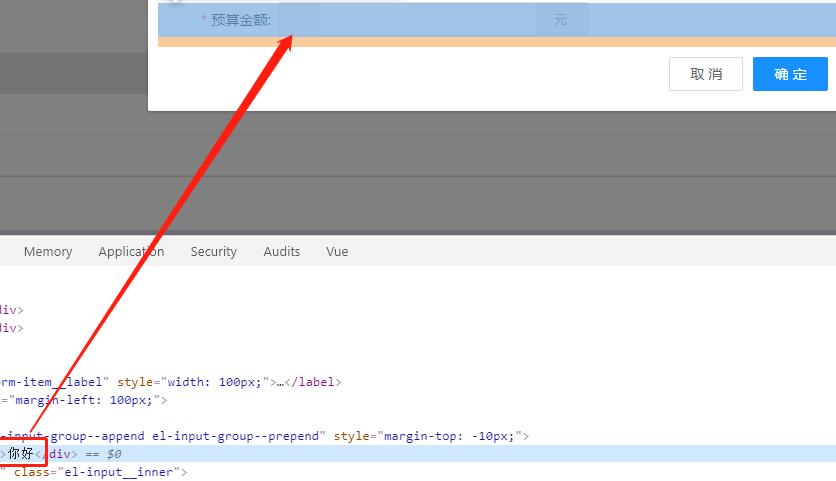 * 预算金额:
元
取 消
确 定
Memory Application Security Audits Vue
div>
div>
rm-item__label" style="width: 100px;">…</label>
="margin-left: 100px;">
-input-group--append el-input-group--prepend" style="margin-top: -10px;">
>你好</div> == $0
" class="el-input__inner">